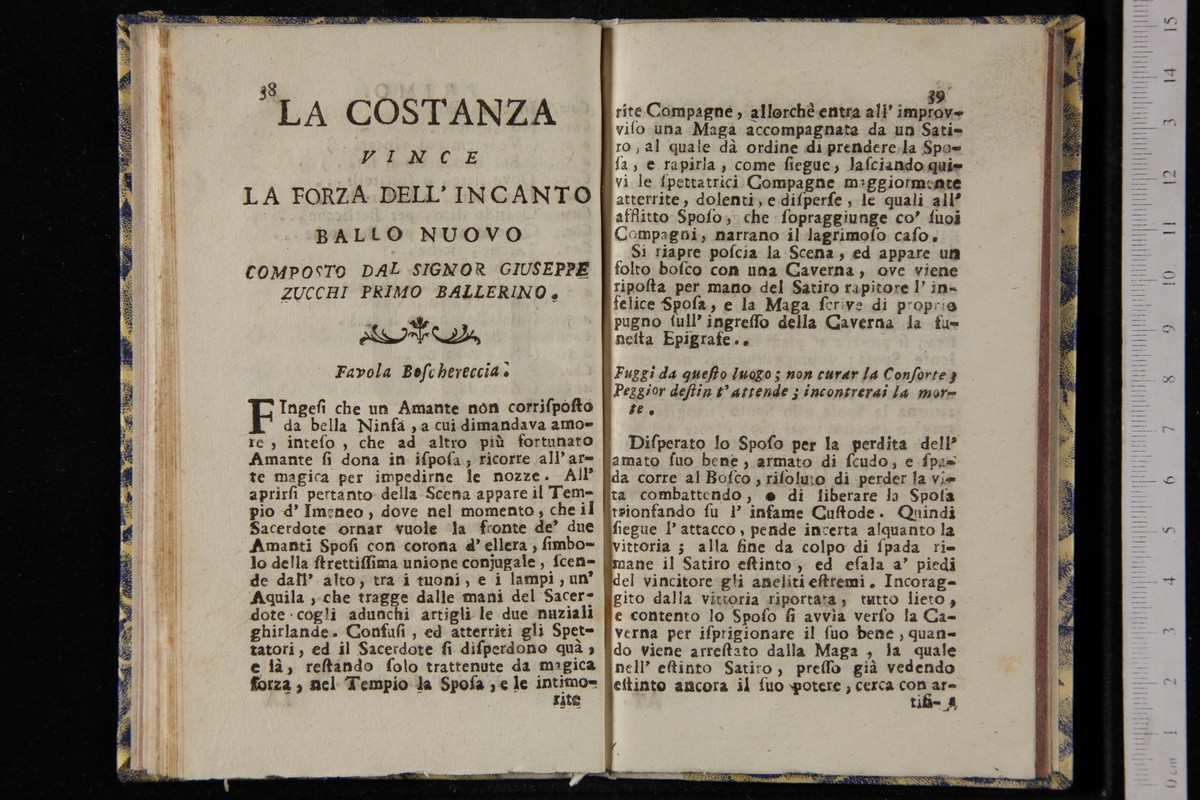 38
LA COSTANZA
VINCE
LA FORZA DELL' INCANTO
BALLO NUOVO
COMPOSTO DAL SIGNOR GIUSEPPE
ZUCCHI PRIMO BALLERINO.
Favola Boſchereccia.
FIngeſi che un Amante non corriſpoſto
da bella Ninfa, a cui dimandava amo-
re, inteſo, che ad altro più fortunato
Amante ſi dona in iſpoſa, ricorre all' ar-
te magica per impedirne le nozze. All'
aprirſi pertanto della Scena appare il Tem-
pio d' Imeneo, dove nel momento, che il
Sacerdote ornar vuole la fronte de' due
Amanti Spoſi con corona d' ellera, ſimbo-
lo della ſtrettiſſima unione conjugale, ſcen-
de dall' alto, tra i tuoni, e i lampi, un'
Aquila, che tragge dalle mani del Sacer-
dote cogli adunchi artigli le due nuziali
ghirlande. Confuſi, ed atterriti gli Spet-
tatori, ed il Sacerdote ſi diſperdono quà,
e là, reſtando ſolo trattenute da magica
forza, nel Tempio la Spoſa, e le intimo-
rite
39
rite Compagne, allorchè entra all' improv-
viſo una Maga accompagnata da un Sati-
ro, al quale dà ordine di prendere la Spo-
ſa, e rapirla, come ſiegue, laſciando qui-
vi le ſpettatrici Compagne maggiormente
atterrite, dolenti, e diſperſe, le quali all'
afflitto Spoſo, che ſopraggiunge co' ſuoi
Compagni, narrano il lagrimoſo caſo.
Si riapre poſcia la Scena, ed appare un
folto boſco con una Caverna, ove viene
ripoſta per mano del Satiro rapitore l' in-
felice Spoſa, e la Maga ſcrive di proprio
pugno ſull' ingreſſo della Caverna la fu-
neſta Epigrafe..
Fuggi da queſto luogo; non curar la Conſorte;
Peggior deſtin t' attende; incontrerai la mor-
te.
Diſperato lo Spoſo per la perdita dell'
amato ſuo bene, armato di ſcudo, e ſpa-
da corre al Boſco, riſoluto di perder la vi-
ta combattendo, o di liberare la Spoſa
trionfando ſu l' infame Cuſtode. Quindi
ſiegue l' attacco, pende incerta alquanto la
vittoria; alla fine da colpo di ſpada ri-
mane il Satiro eſtinto, ed eſala a' piedi
del vincitore gli aneliti eſtremi. Incorag-
gito dalla vittoria riportata, tutto lieto,
e contento lo Spoſo ſi avvia verſo la Ca-
verna per iſprigionare il ſuo bene, quan-
do viene arreſtato dalla Maga, la quale
nell' eſtinto Satiro, preſſo già vedendo
eſtinto ancora il ſuo potere, cerca con ar-
tifi-
0 cm 1 2 3 4 5 6 7 8 9 10 11 12 3 14 15